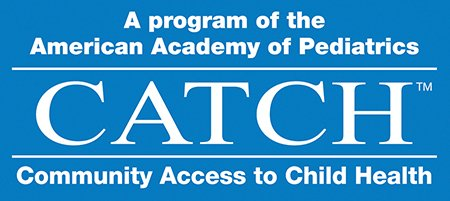 A program of the
American Academy of Pediatrics
CATCH™
Community Access to Child Health